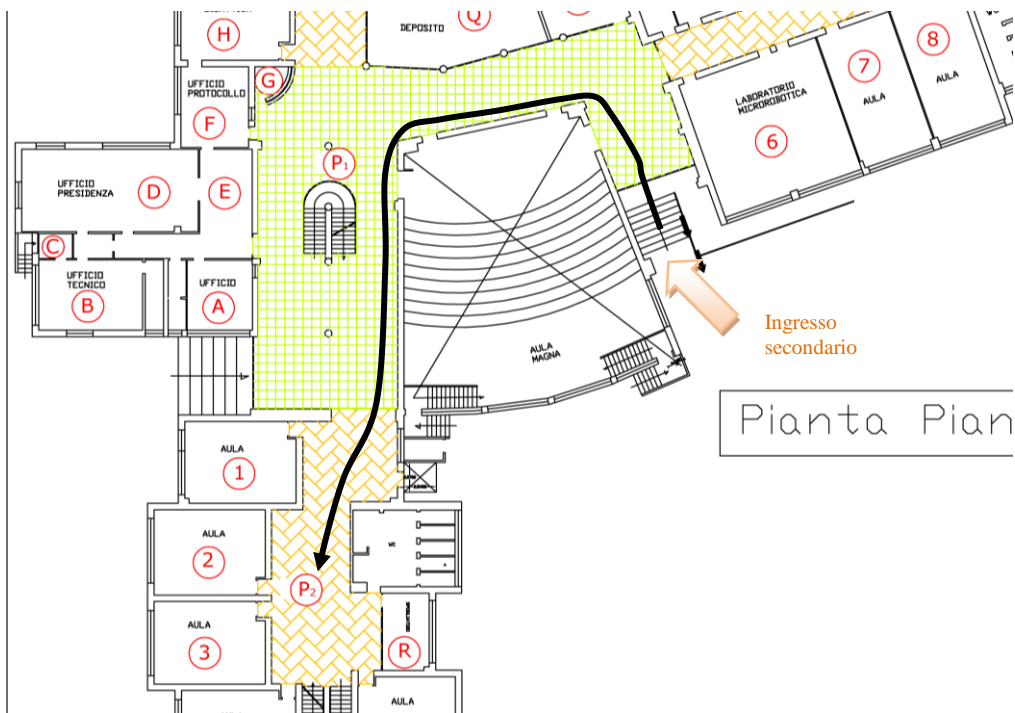 H
DEPOSITO
Q
8
7
AULA
G
UFFICIO
PROTOCOLLO
LABORATORIO
MICROROBOTICA
AULA
F
6
P1
UFFICIO
PRESIDENZA
D
E
C
UFFICIO
TECNICO
B
UFFICIO
A
Ingresso
secondario
AULA
MAGNA
Pianta Pian
AULA
1
AULA
2
WC
P2
AULA
3
R
AULA